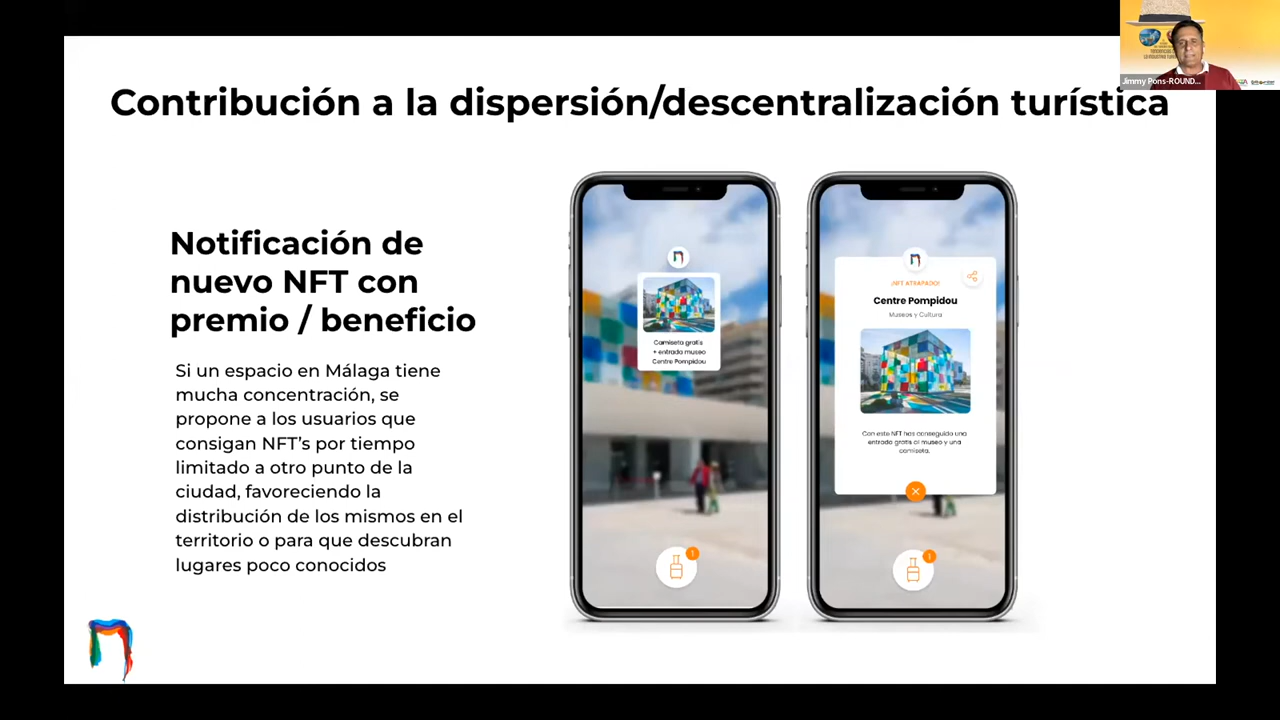 Contribución a la dispersión/descentralización turística
Jimmy Pons-ROUND...
Notificación de
nuevo NFT con
premio / beneficio
Si un espacio en Málaga tiene
mucha concentración, se
propone a los usuarios que
consigan NFT’s por tiempo
limitado a otro punto de la
ciudad, favoreciendo la
distribución de los mismos en el
territorio o para que descubran
lugares poco conocidos
Camiseta gratis
+ entrada museo
Centre Pompidou
1
¡NFT ATRAPADO!
Centre Pompidou
Museos y Cultura
Con este NFT has conseguido una
entrada gratis al museo y una
camiseta.
1